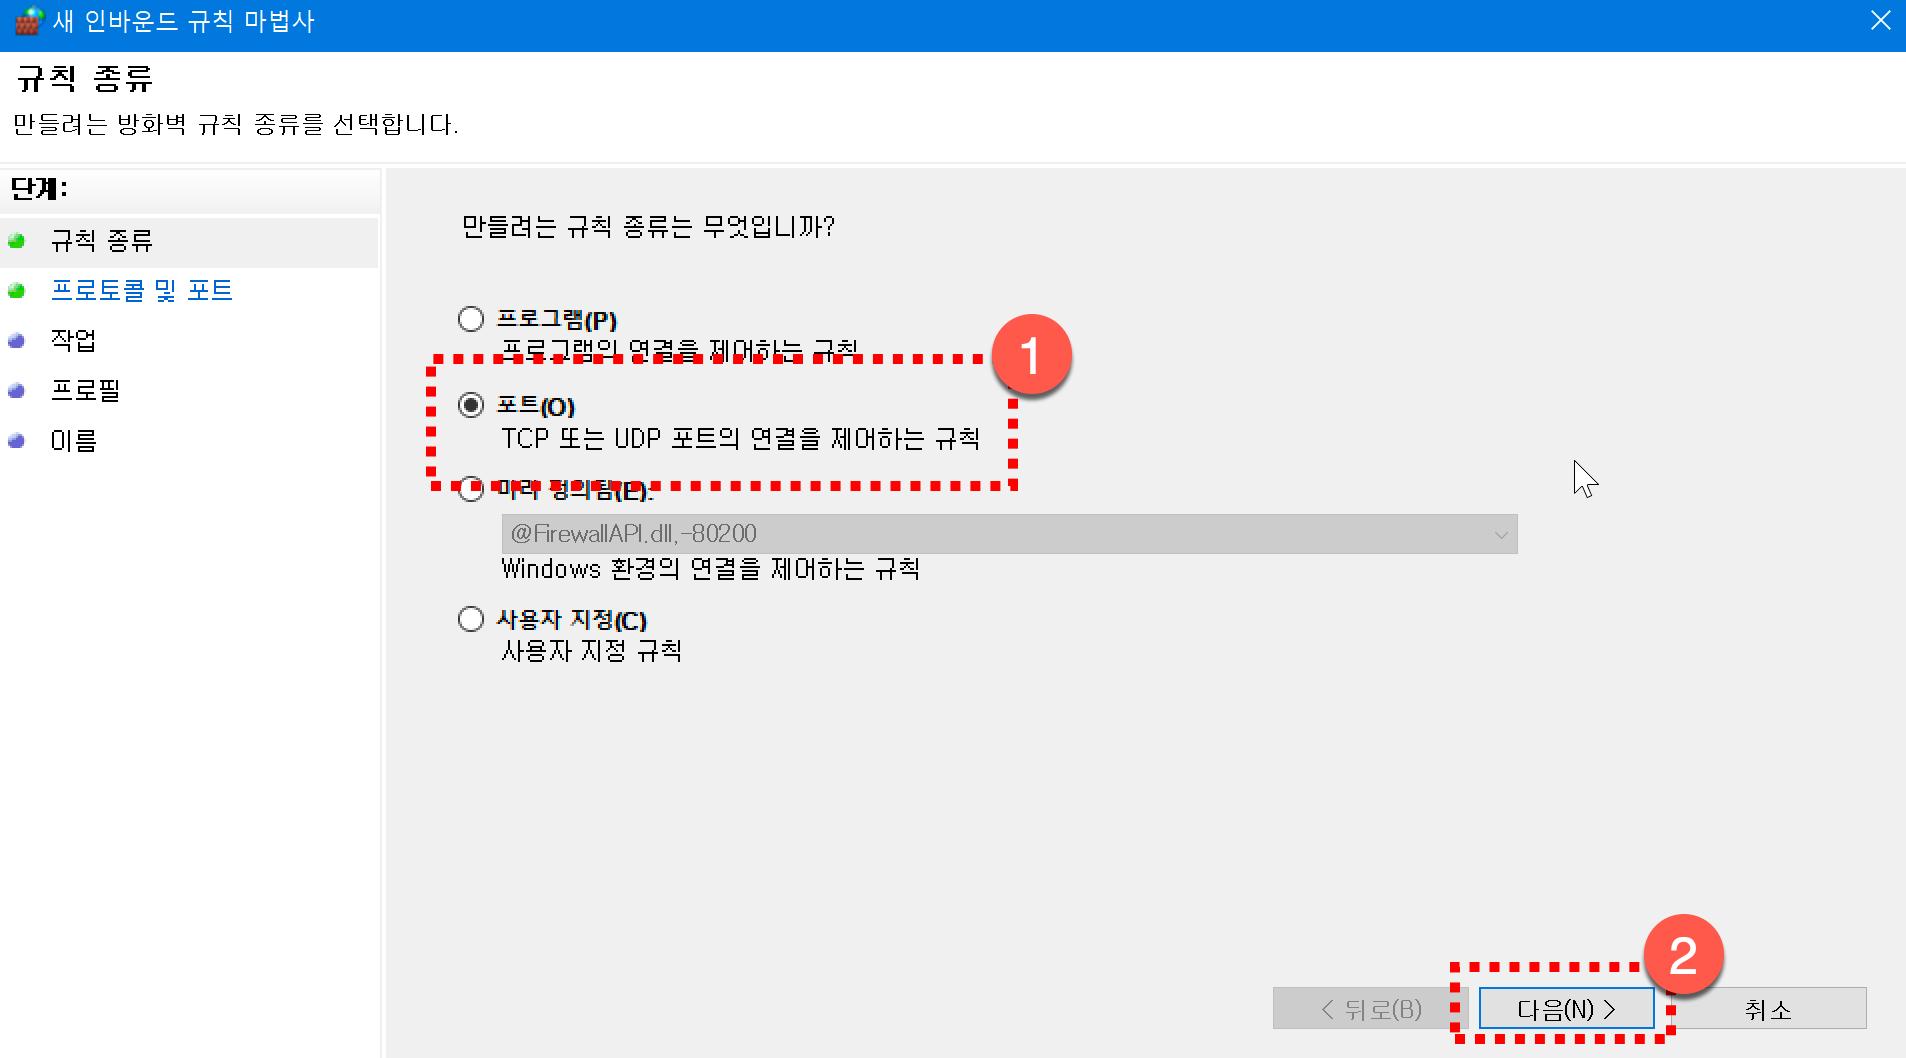 새 인바운드 규칙 마법사
규칙 종류
만들려는 방화벽 규칙 종류를 선택합니다.
단계:
규칙 종류
프로토콜 및 포트
작업
프로필
이름
만들려는 규칙 종류는 무엇입니까?
프로그램(P)
프로그램의 연결을 제어하는 규칙
1
포트(O)
TCP 또는 UDP 포트의 연결을 제어하는 규칙
미리 정의됨(E):
@FirewallAPI.dll,-80200
Windows 환경의 연결을 제어하는 규칙
사용자 지정(C)
사용자 지정 규칙
2
< 뒤로(B)
다음(N) >
취소